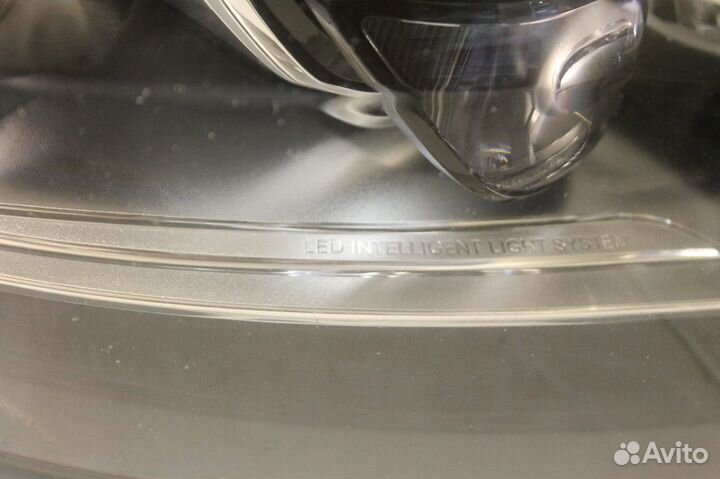 LED INTELLIGENT LIGHT SYSTEM
Avito